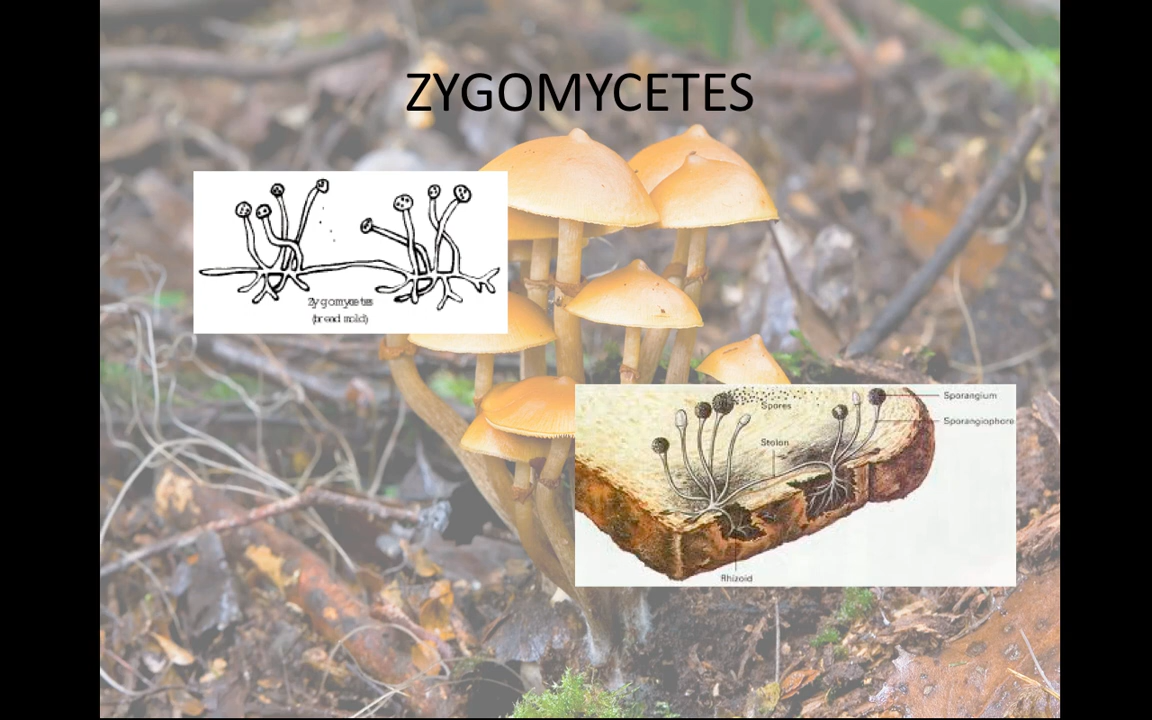 ZYGOMYCETES
Zygomycetes
(bread mold)
Spores
Sporangium
Sporangiophore
Stolon
Rhizoid